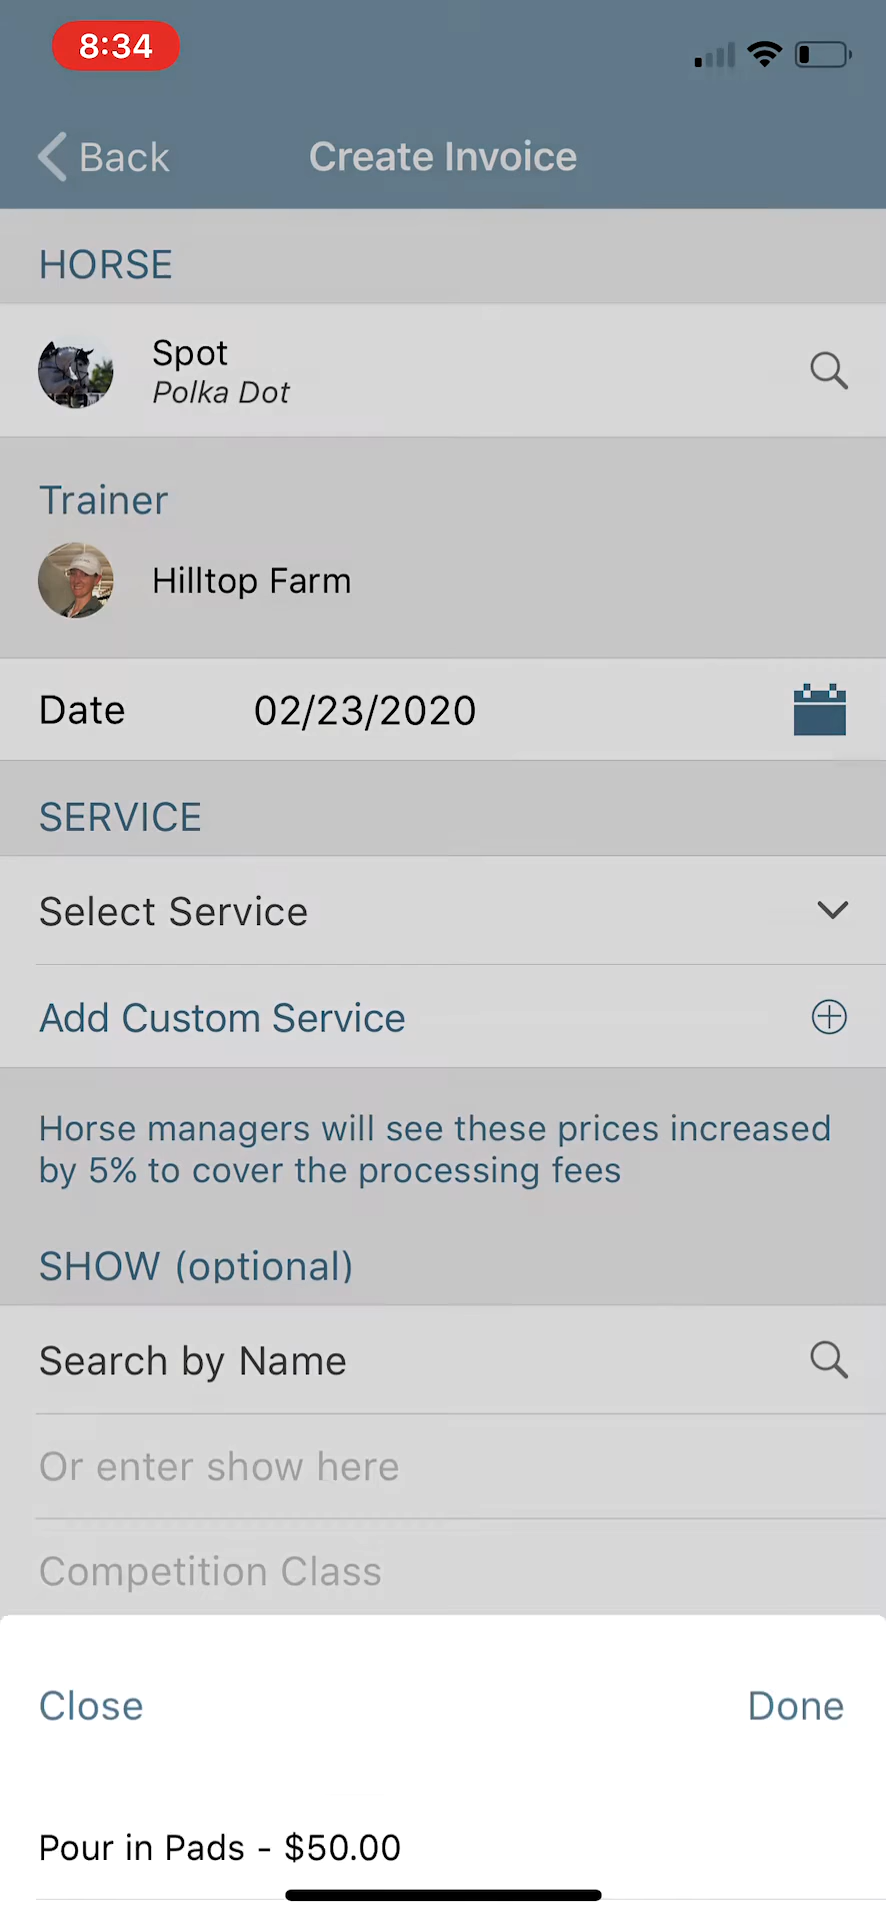 8:34
Back
Create Invoice
HORSE
Spot
Polka Dot
Trainer
Hilltop Farm
Date 02/23/2020
SERVICE
Select Service
Add Custom Service
Horse managers will see these prices increased
by 5% to cover the processing fees
SHOW (optional)
Search by Name
Or enter show here
Competition Class
Close
Done
Pour in Pads - $50.00